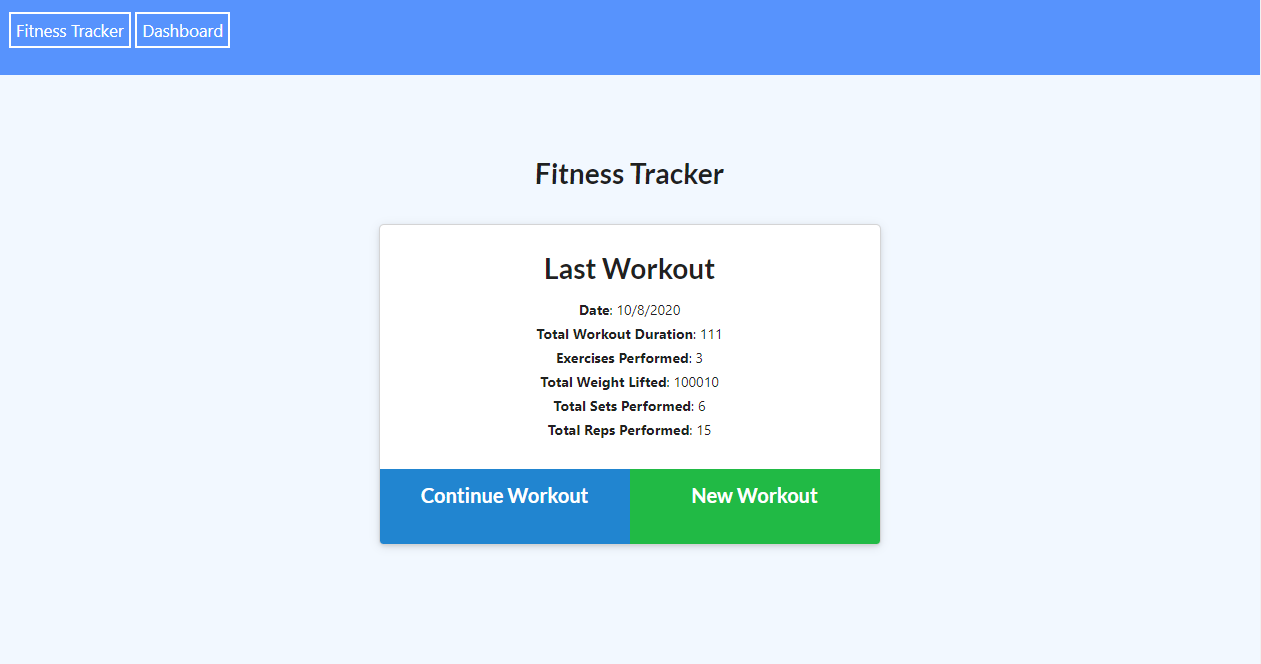 Fitness Tracker Dashboard
Fitness Tracker
Last Workout
Date: 10/8/2020
Total Workout Duration: 111
Exercises Performed: 3
Total Weight Lifted: 100010
Total Sets Performed: 6
Total Reps Performed: 15
Continue Workout New Workout